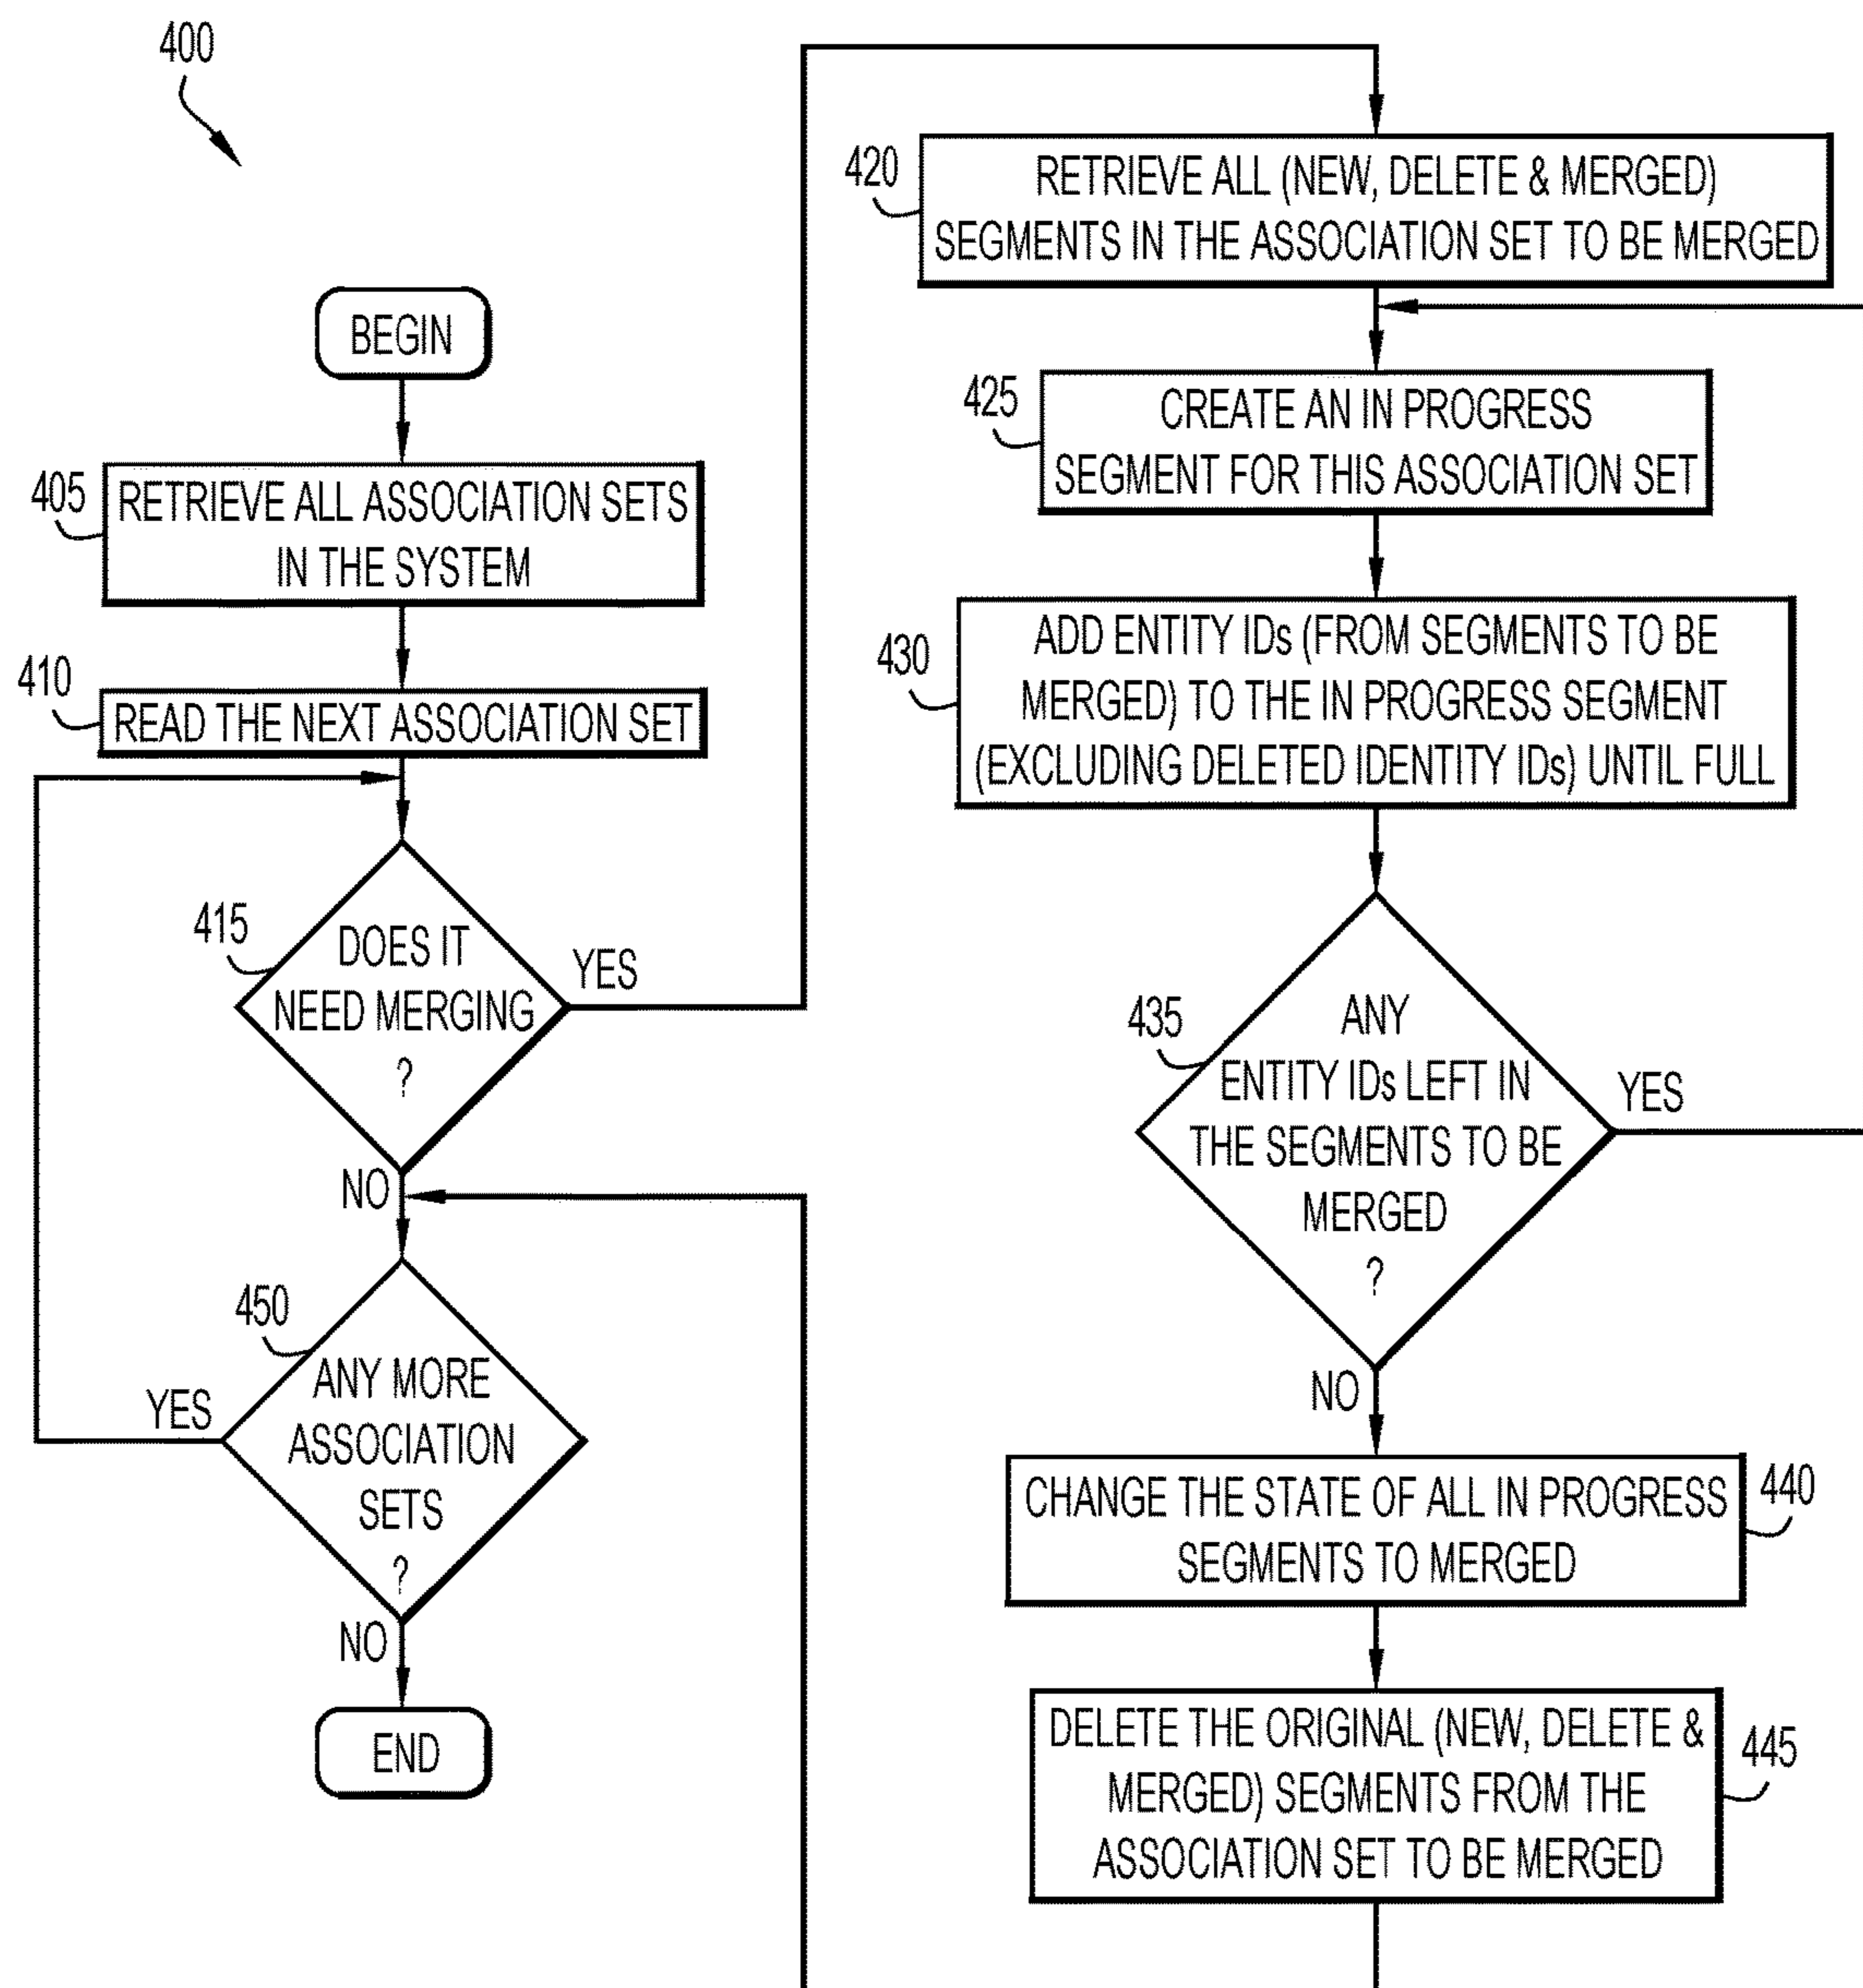 400
BEGIN
405
RETRIEVE ALL ASSOCIATION SETS
IN THE SYSTEM
410
READ THE NEXT ASSOCIATION SET
415
DOES IT
NEED MERGING
?
YES
NO
450
ANY MORE
ASSOCIATION
SETS
?
YES
NO
END
420
RETRIEVE ALL (NEW, DELETE & MERGED)
SEGMENTS IN THE ASSOCIATION SET TO BE MERGED
425
CREATE AN IN PROGRESS
SEGMENT FOR THIS ASSOCIATION SET
430
ADD ENTITY IDs (FROM SEGMENTS TO BE
MERGED) TO THE IN PROGRESS SEGMENT
(EXCLUDING DELETED IDENTITY IDs) UNTIL FULL
435
ANY
ENTITY IDs LEFT IN
THE SEGMENTS TO BE
MERGED
?
YES
NO
CHANGE THE STATE OF ALL IN PROGRESS
SEGMENTS TO MERGED
440
DELETE THE ORIGINAL (NEW, DELETE &
MERGED) SEGMENTS FROM THE
ASSOCIATION SET TO BE MERGED
445